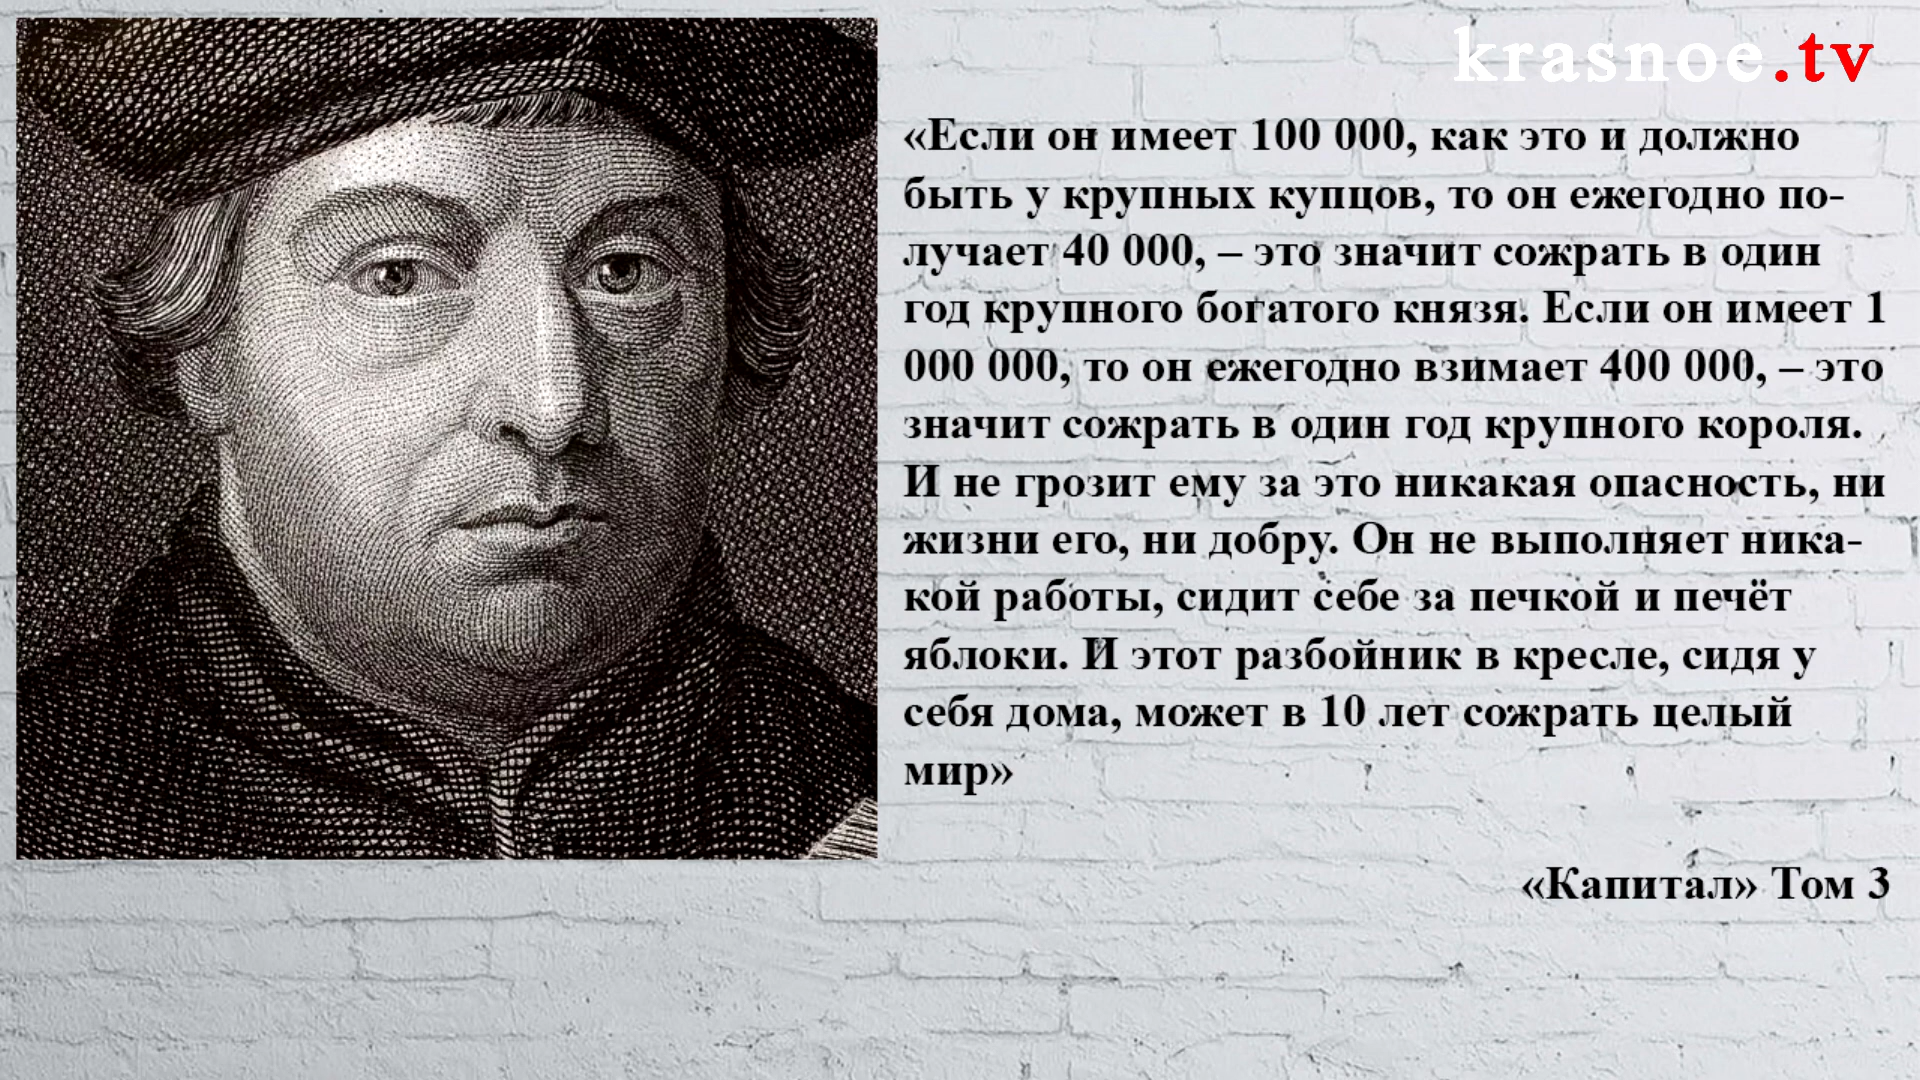 krasnoe.tv
«Если он имеет 100 000, как это и должно
быть у крупных купцов, то он ежегодно по-
лучает 40 000, – это значит сожрать в один
год крупного богатого князя. Если он имеет 1
000 000, то он ежегодно взимает 400 000, – это
значит сожрать в один год крупного короля.
И не грозит ему за это никакая опасность, ни
жизни его, ни добру. Он не выполняет ника-
кой работы, сидит себе за печкой и печёт
яблоки. И этот разбойник в кресле, сидя у
себя дома, может в 10 лет сожрать целый
мир»
«Капитал» Том 3